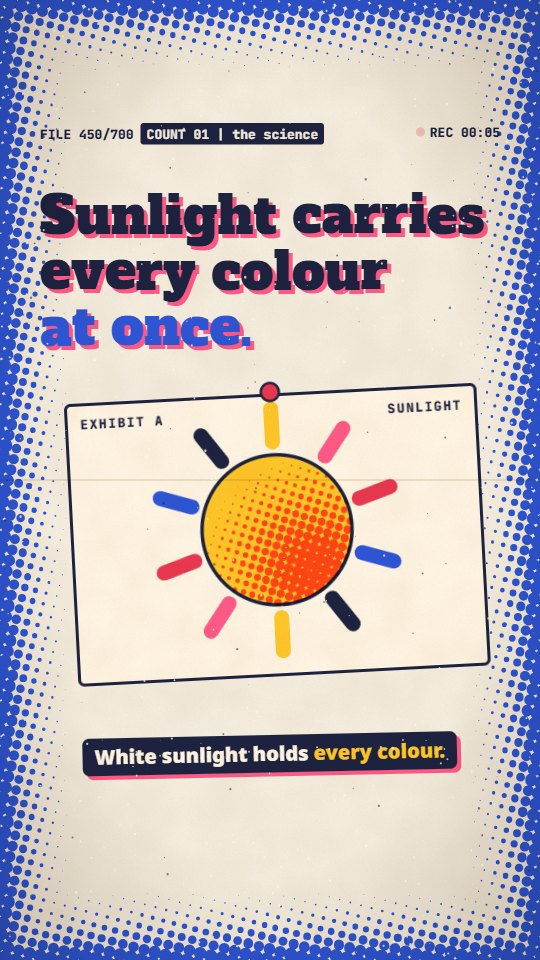 FILE 450/700 COUNT 01 | the science
REC 00:05
Sunlight carries
every colour
at once.
EXHIBIT A
SUNLIGHT
White sunlight holds every colour.